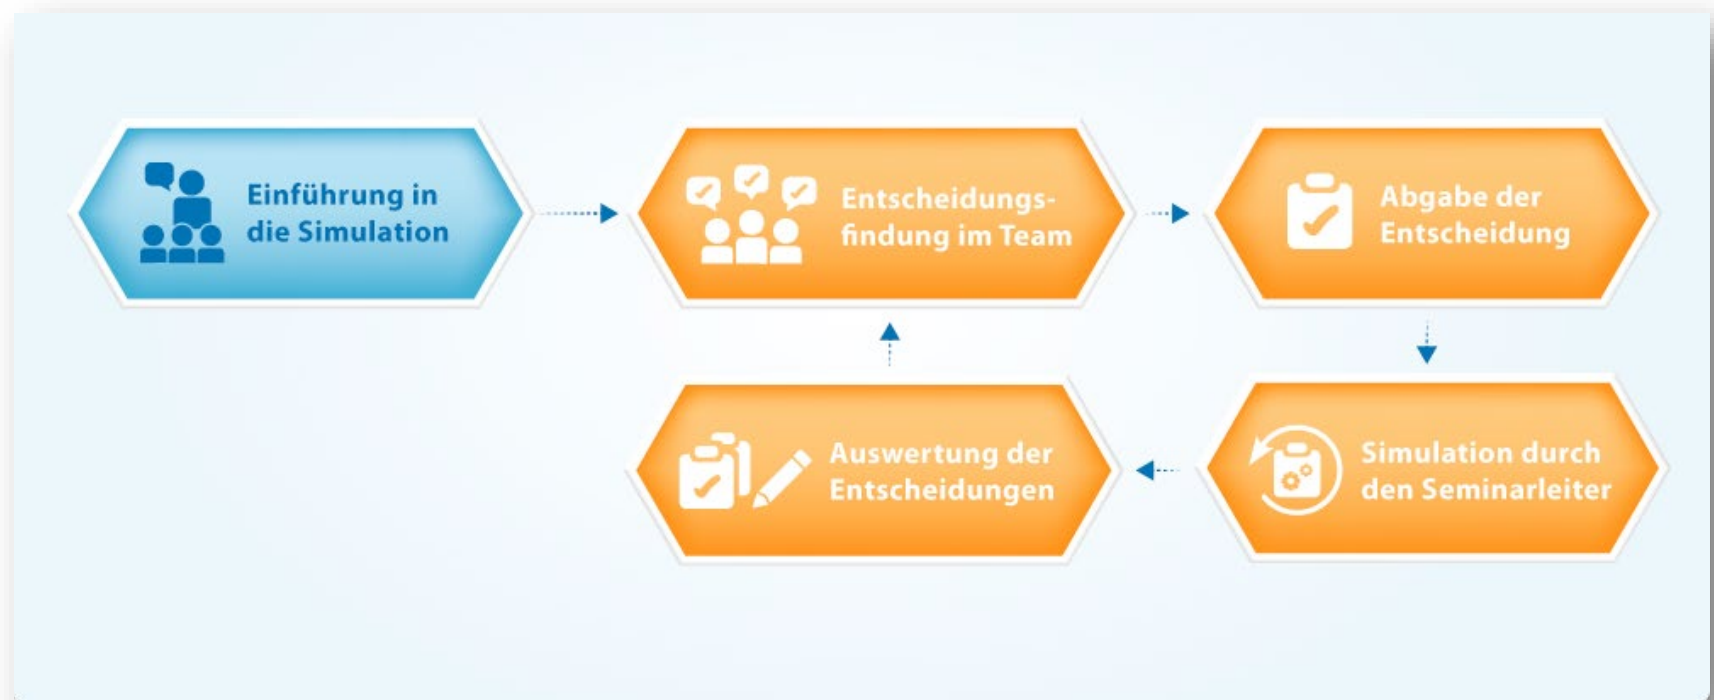 Einführung in
die Simulation
Entscheidungs-
findung im Team
Abgabe der
Entscheidung
Simulation durch
den Seminarleiter
Auswertung der
Entscheidungen